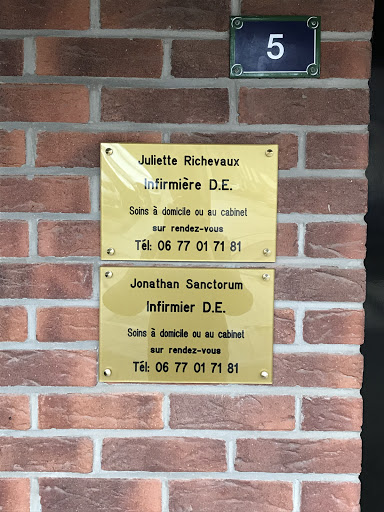 5
Juliette Richevaux
Infirmière D.E.
Soins à domicile ou au cabinet
sur rendez-vous
Tél: 06 77 01 71 81
Jonathan Sanctorum
Infirmier D.E.
Soins à domicile ou au cabinet
sur rendez-vous
Tél: 06 77 01 71 81